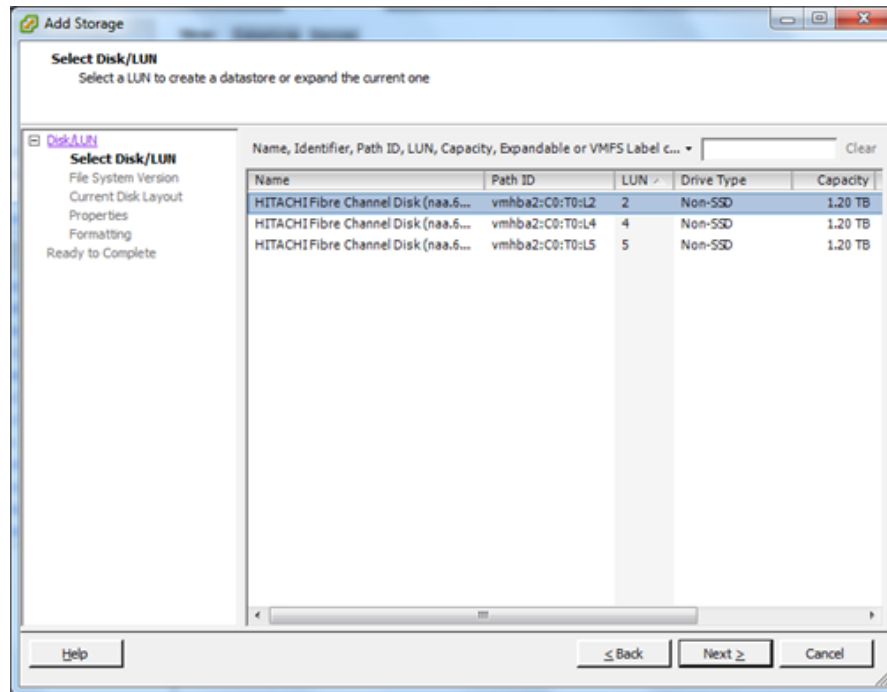 Add Storage
Select Disk/LUN
Select a LUN to create a datastore or expand the current one
Disk/LUN
Select Disk/LUN
File System Version
Current Disk Layout
Properties
Formatting
Ready to Complete
Name, Identifier, Path ID, LUN, Capacity, Expandable or VMFS Label c... Clear
Name Path ID LUN Drive Type Capacity
HITACHI Fibre Channel Disk (naa.6... vmhba2:C0:T0:L2 2 Non-SSD 1.20 TB
HITACHI Fibre Channel Disk (naa.6... vmhba2:C0:T0:L4 4 Non-SSD 1.20 TB
HITACHI Fibre Channel Disk (naa.6... vmhba2:C0:T0:L5 5 Non-SSD 1.20 TB
Help < Back Next > Cancel